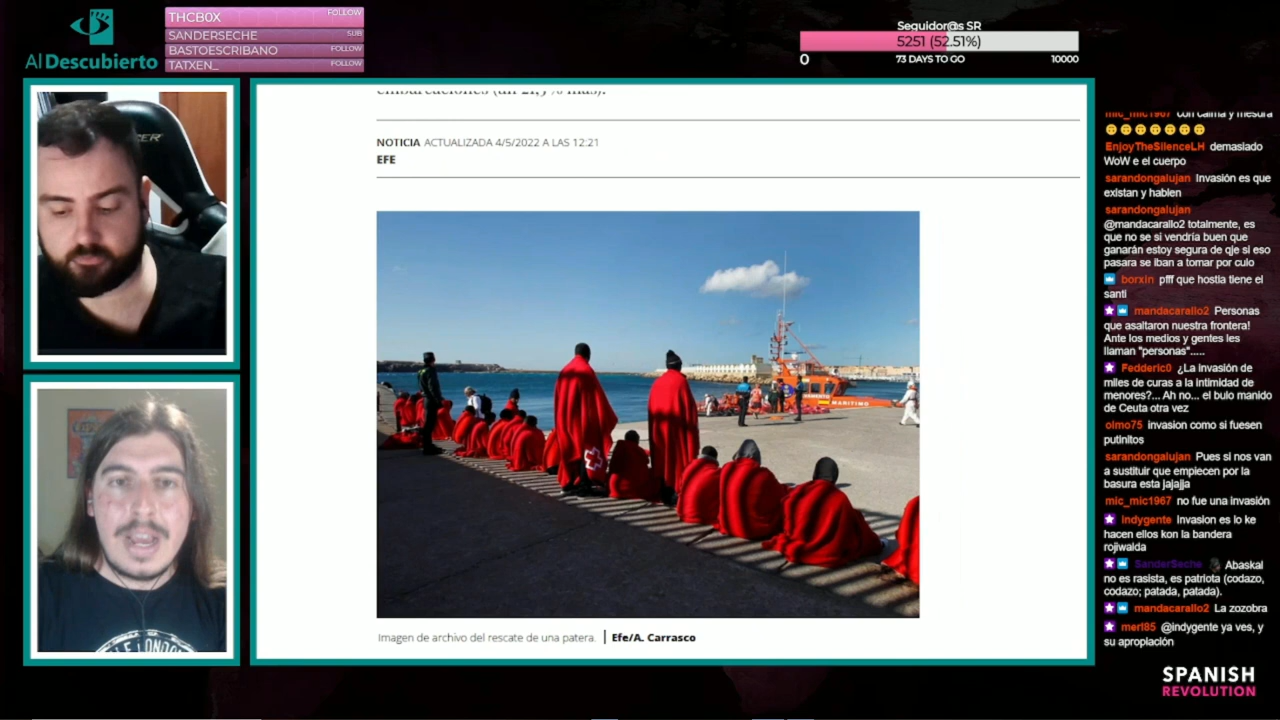 Al Descubierto
THCB0X FOLLOW
SANDERSECHE SUB
BASTOESCRIBANO FOLLOW
TATXEN_ FOLLOW
Seguidor@s SR
5251 (52.51%)
0 73 DAYS TO GO 10000
embarcaciones (un 21,9% más).
NOTICIA ACTUALIZADA 4/5/2022 A LAS 12:21
EFE
MARITIMO
Imagen de archivo del rescate de una patera. | Efe/A. Carrasco
mic_mic1967 con calma y mesura
EnjoyTheSilenceLH demasiado
WoW e el cuerpo
sarandongalujan Invasión es que
existan y hablen
sarandongalujan
@mandacarallo2 totalmente, es
que no se si vendría buen que
ganarán estoy segura de qje si eso
pasara se iban a tomar por culo
borxin pfff que hostia tiene el
santi
mandacarallo2 Personas
que asaltaron nuestra frontera!
Ante los medios y gentes les
llaman "personas".....
Fedderic0 ¿La invasión de
miles de curas a la intimidad de
menores?... Ah no... el bulo manido
de Ceuta otra vez
olmo75 invasion como si fuesen
putinitos
sarandongalujan Pues si nos van
a sustituir que empiecen por la
basura esta jajajja
mic_mic1967 no fue una invasión
indygente Invasion es lo ke
hacen ellos kon la bandera
rojiwalda
SanderSeche Abaskal
no es rasista, es patriota (codazo,
codazo; patada, patada).
mandacarallo2 La zozobra
merl85 @indygente ya ves, y
su apropiación
SPANISH
REVOLUTION